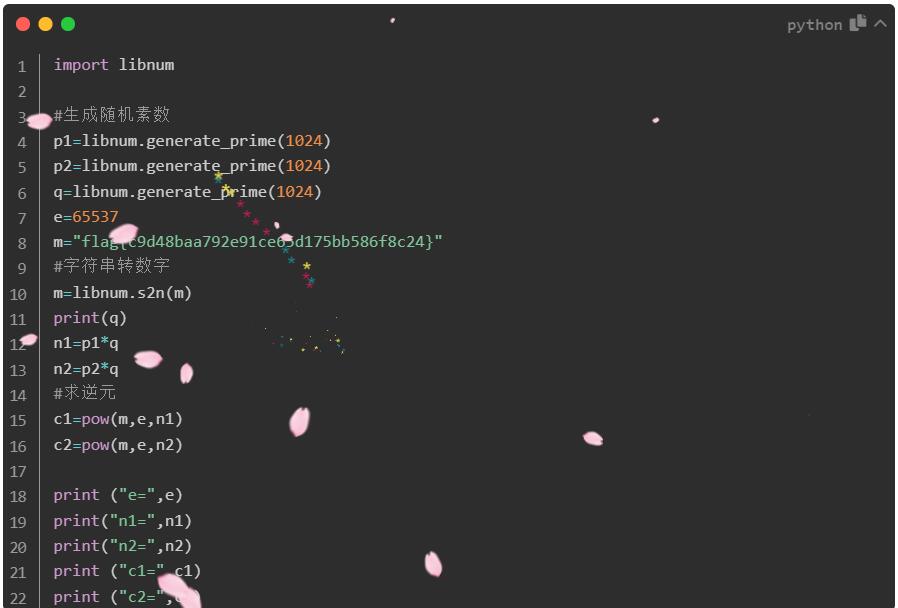 python
1 import libnum
2
3 #生成随机素数
4 p1=libnum.generate_prime(1024)
5 p2=libnum.generate_prime(1024)
6 q=libnum.generate_prime(1024)
7 e=65537
8 m="flag{c9d48baa792e91ce65d175bb586f8c24}"
9 #字符串转数字
10 m=libnum.s2n(m)
11 print(q)
12 n1=p1*q
13 n2=p2*q
14 #求逆元
15 c1=pow(m,e,n1)
16 c2=pow(m,e,n2)
17
18 print ("e=",e)
19 print("n1=",n1)
20 print("n2=",n2)
21 print ("c1=",c1)
22 print ("c2=",